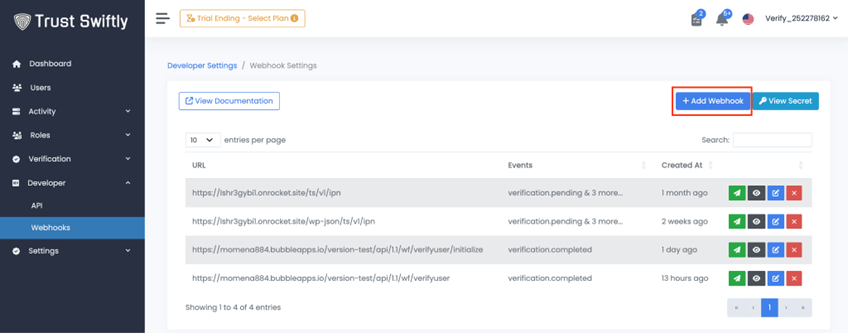 Trust Swiftly
Trial Ending - Select Plan
2
5+
Verify_252278162
Dashboard
Users
Activity
Roles
Verification
Developer
API
Webhooks
Settings
Developer Settings / Webhook Settings
View Documentation
+ Add Webhook
View Secret
10 entries per page
Search:
URL Events Created At
https://lshr3gybi1.onrocket.site/ts/v1/ipn verification.pending & 3 more... 1 month ago
https://lshr3gybi1.onrocket.site/wp-json/ts/v1/ipn verification.pending & 3 more... 2 weeks ago
https://momena884.bubbleapps.io/version-test/api/1.1/wf/verifyuser/initialize verification.completed 1 day ago
https://momena884.bubbleapps.io/version-test/api/1.1/wf/verifyuser verification.completed 13 hours ago
Showing 1 to 4 of 4 entries
« ‹ 1 › »